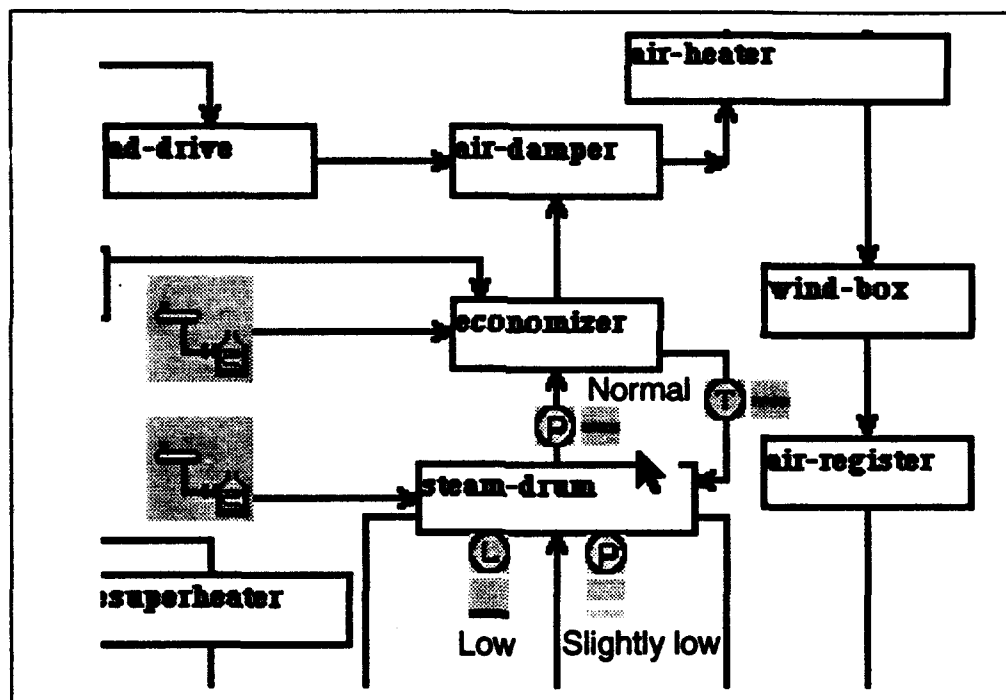 air-heater
ad-drive
air-damper
wind-box
economizer
Normal
T
P
air-register
steam-drum
L
P
esuperheater
Low
Slightly low